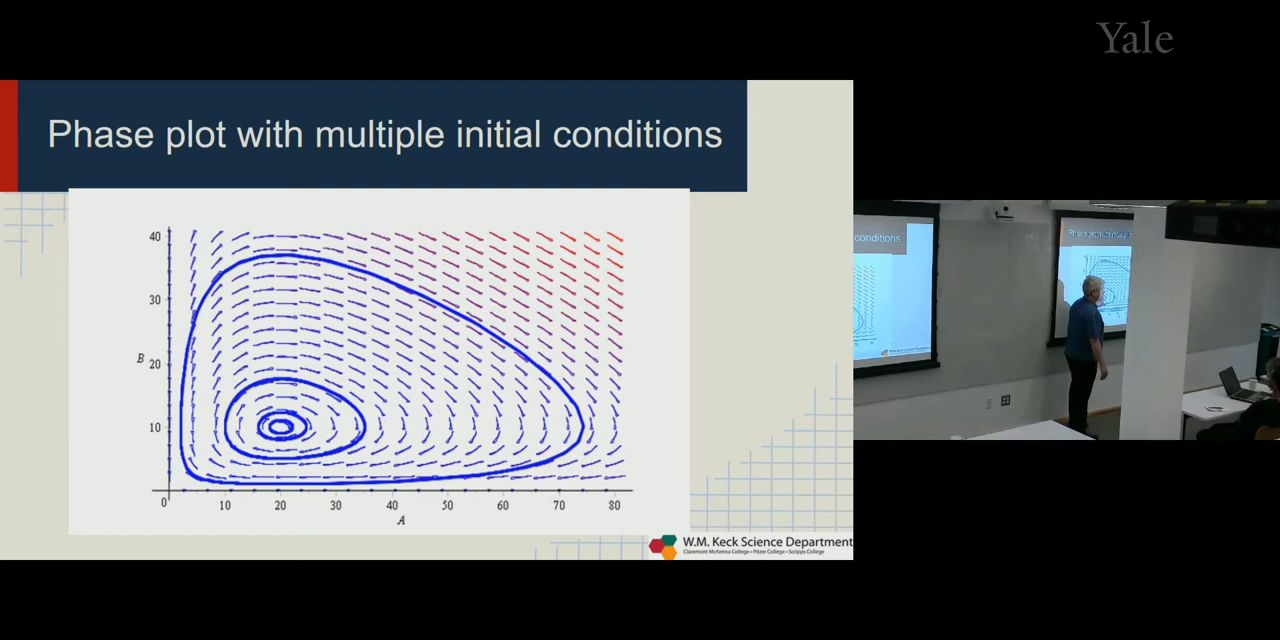 Yale
Phase plot with multiple initial conditions
40
30
B
20
10
0
10
20
30
40
50
60
70
80
A
W.M. Keck Science Department
Claremont McKenna College • Pitzer College • Scripps College
conditions